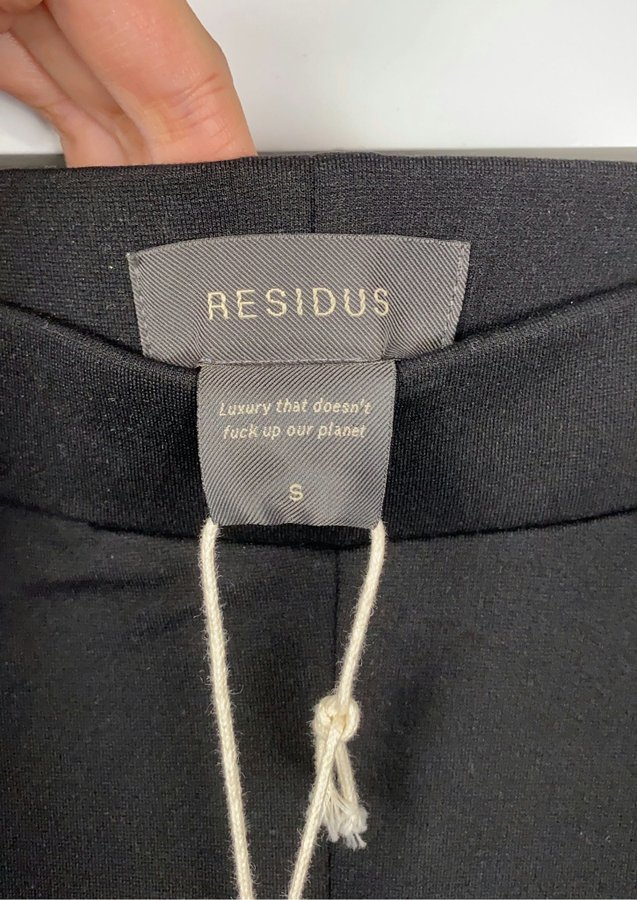 RESIDUS
Luxury that doesn't
fuck up our planet
S